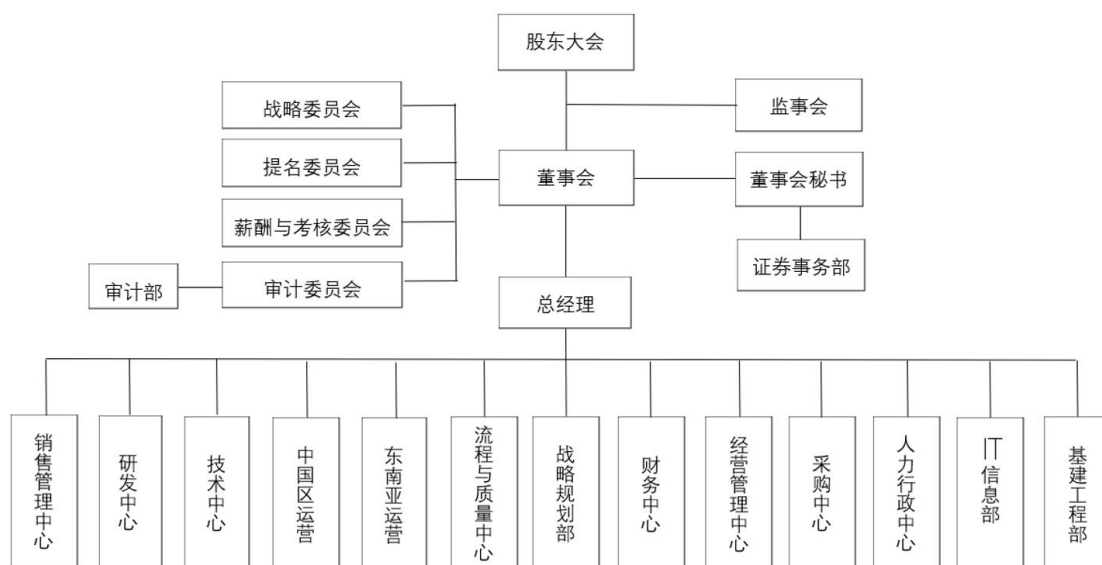 股东大会
战略委员会
监事会
提名委员会
董事会
董事会秘书
薪酬与考核委员会
证券事务部
审计部
审计委员会
总经理
销售管理中心
研发中心
技术中心
中国区运营
东南亚运营
流程与质量中心
战略规划部
财务中心
经营管理中心
采购中心
人力行政中心
IT信息部
基建工程部